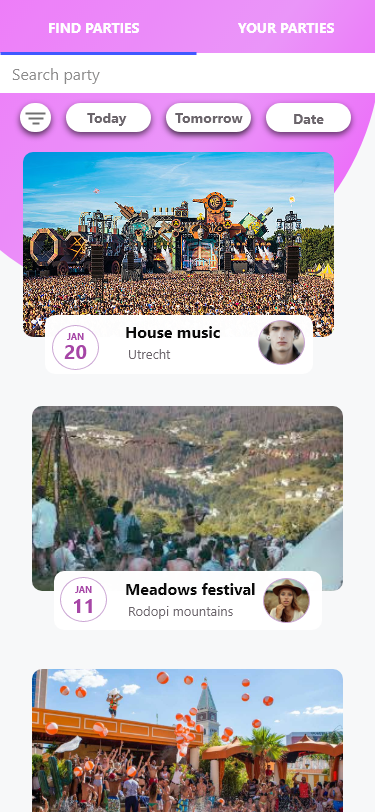 FIND PARTIES
YOUR PARTIES
Search party
Today
Tomorrow
Date
JAN
20
House music
Utrecht
JAN
11
Meadows festival
Rodopi mountains